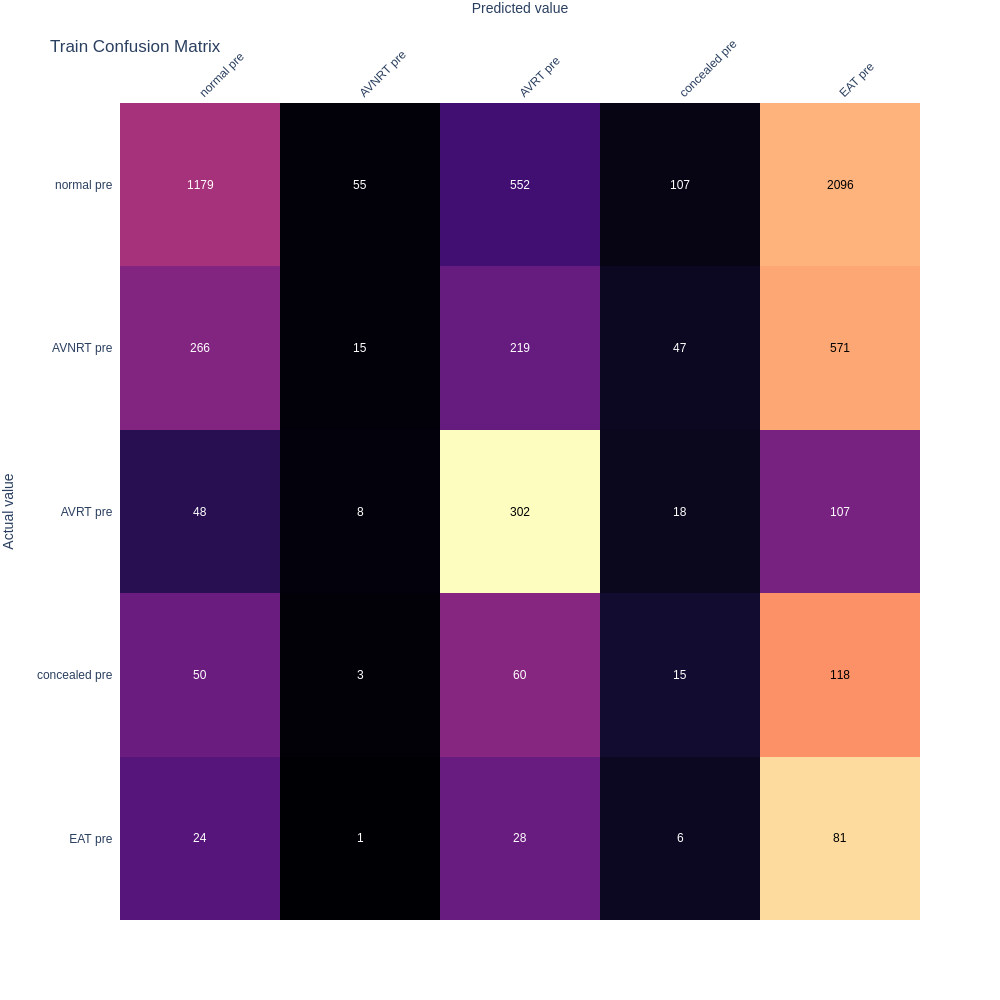 Predicted value
Train Confusion Matrix
normal pre AVNRT pre AVRT pre concealed pre EAT pre
normal pre 1179 55 552 107 2096
AVNRT pre 266 15 219 47 571
Actual value
AVRT pre 48 8 302 18 107
concealed pre 50 3 60 15 118
EAT pre 24 1 28 6 81